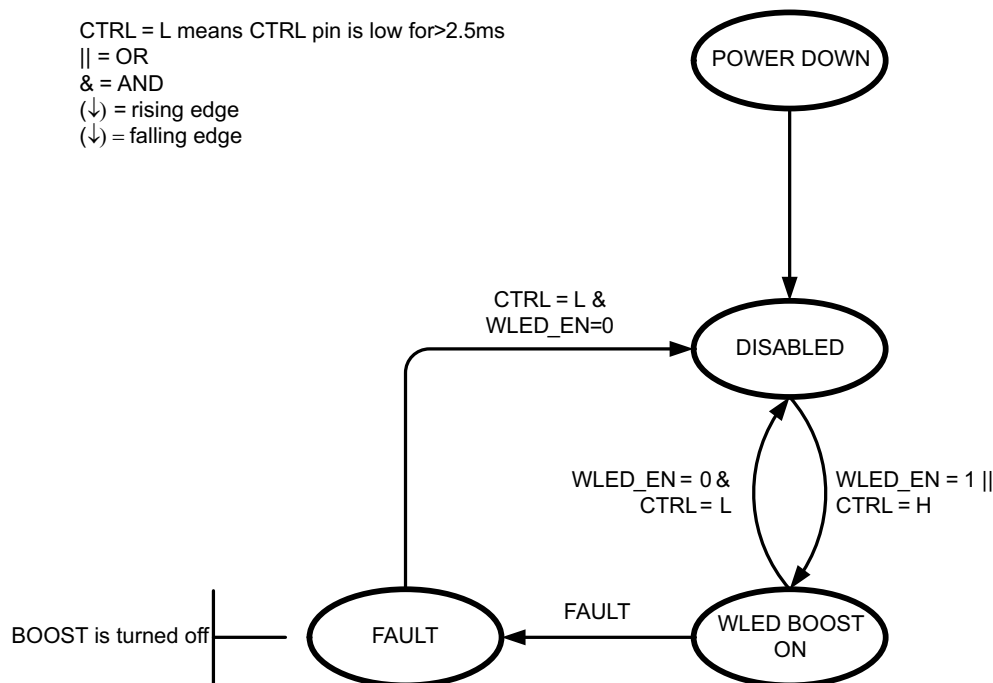 CTRL = L means CTRL pin is low for>2.5ms
|| = OR
& = AND
(↓) = rising edge
(↓) = falling edge
POWER DOWN
CTRL = L &
WLED_EN=0
DISABLED
WLED_EN = 0 &
CTRL = L
WLED_EN = 1 ||
CTRL = H
BOOST is turned off
FAULT
FAULT
WLED BOOST
ON